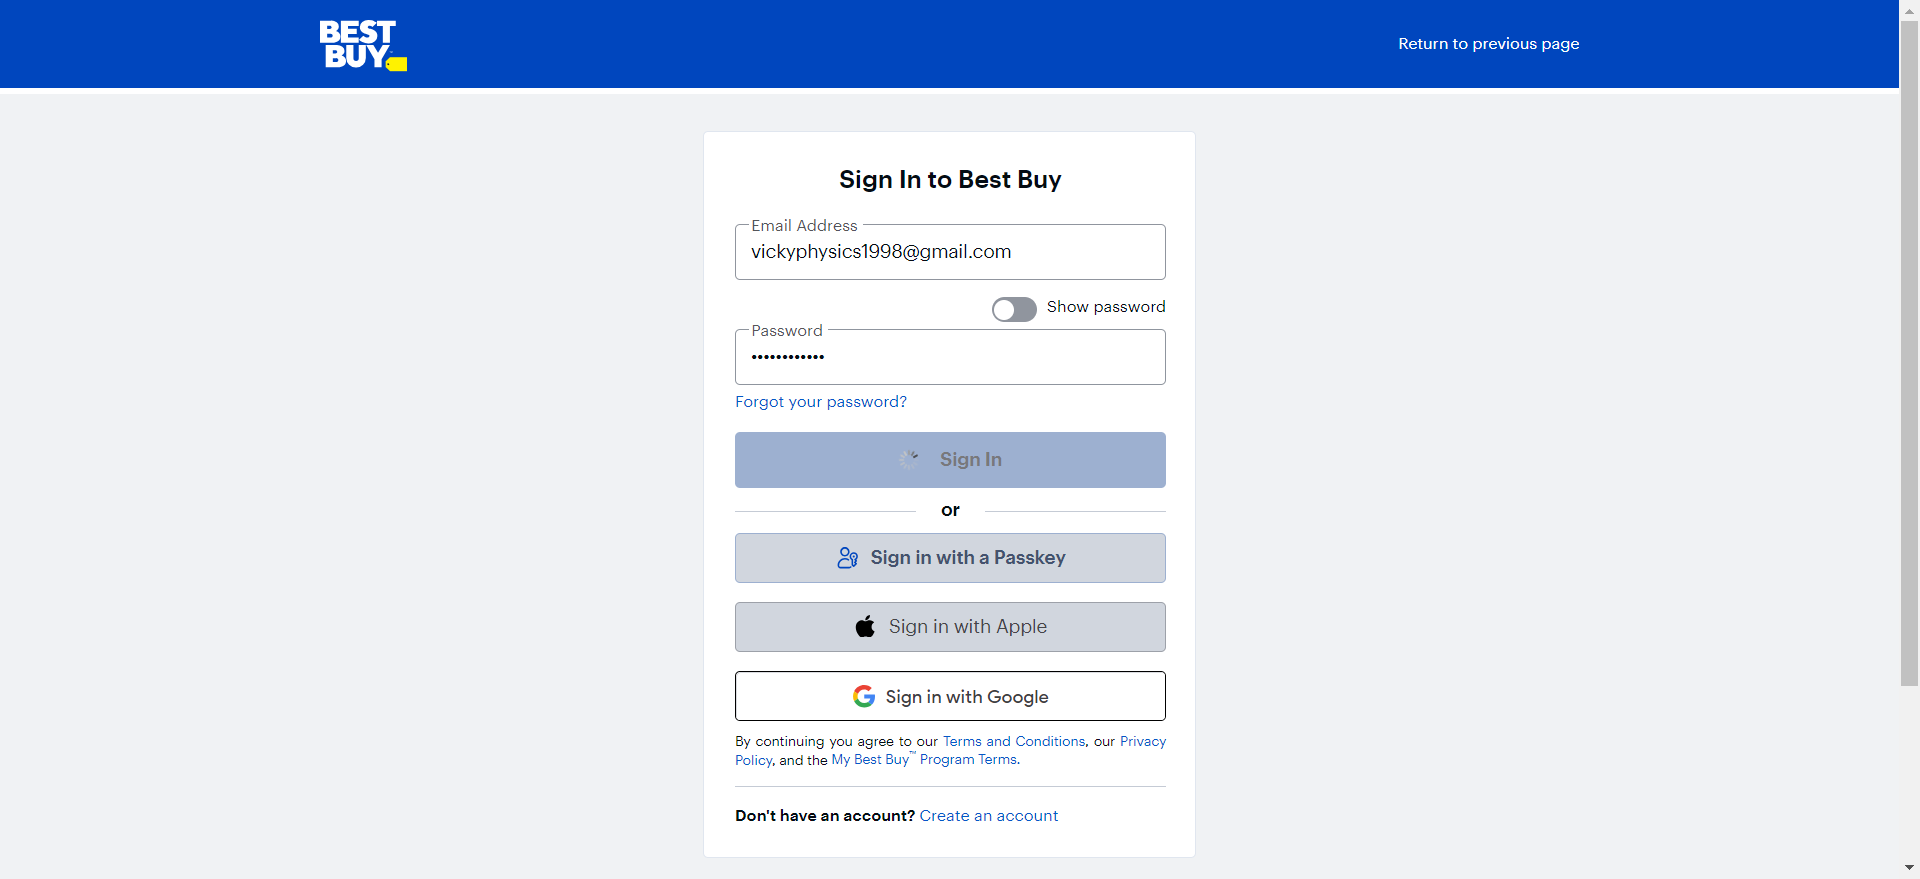 BEST
BUY
Return to previous page
Sign In to Best Buy
Email Address
vickyphysics1998@gmail.com
Show password
Password
••••••••••••
Forgot your password?
Sign In
or
Sign in with a Passkey
Sign in with Apple
Sign in with Google
By continuing you agree to our Terms and Conditions, our Privacy
Policy, and the My Best Buy™ Program Terms.
Don't have an account? Create an account